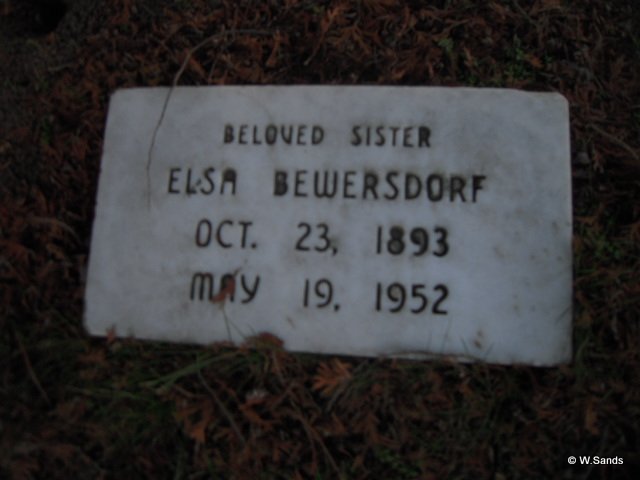 BELOVED SISTER
ELSA BEWERSDORF
OCT. 23, 1893
MAY 19, 1952
© W.Sands